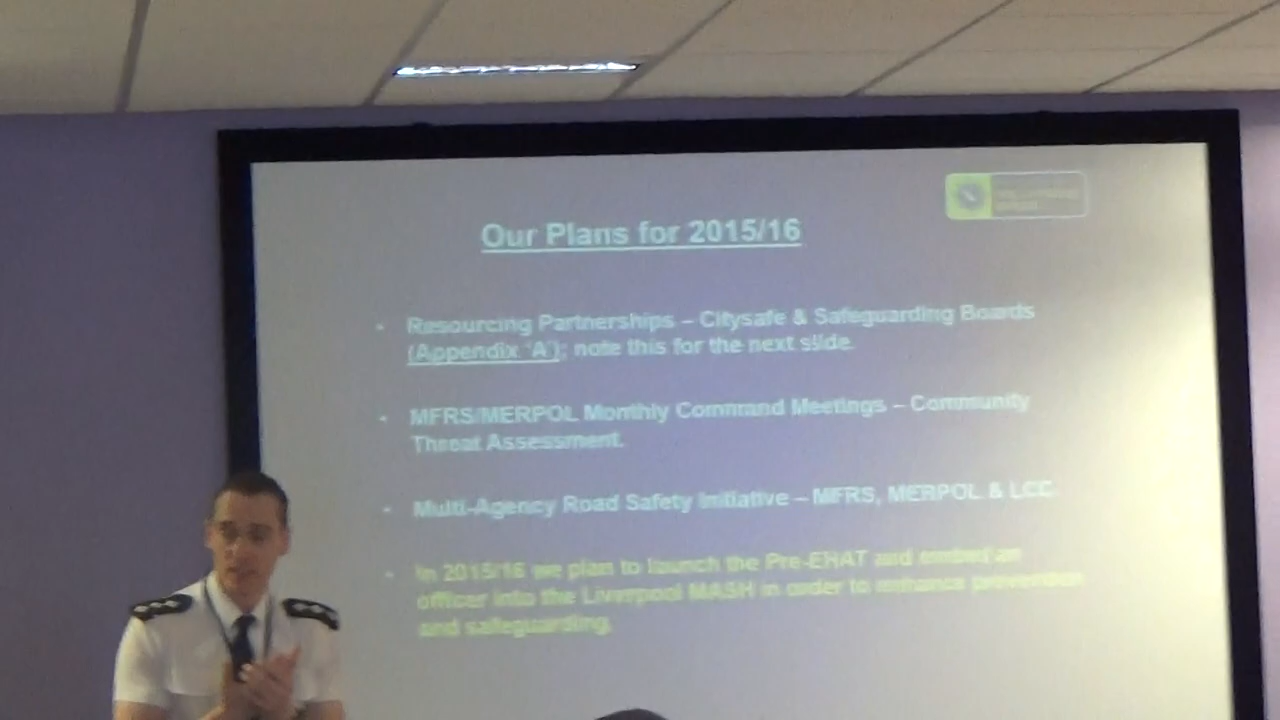 Our Plans for 2015/16
• Resourcing Partnerships – Citysafe & Safeguarding Boards
(Appendix 'A'); note this for the next slide.
• MFRS/MERPOL Monthly Command Meetings – Community
Threat Assessment.
• Multi-Agency Road Safety Initiative – MFRS, MERPOL & LCC
• In 2015/16 we plan to launch the Pre-EHAT and embed an
officer into the Liverpool MASH in order to enhance prevention
and safeguarding.